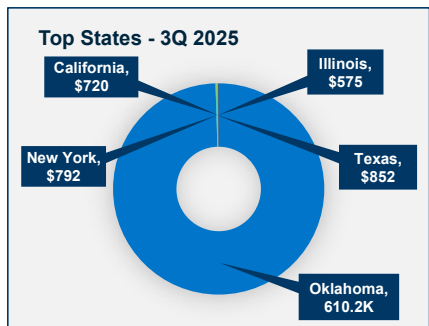 Top States - 3Q 2025
California,
$720
Illinois,
$575
New York,
$792
Texas,
$852
Oklahoma,
610.2K